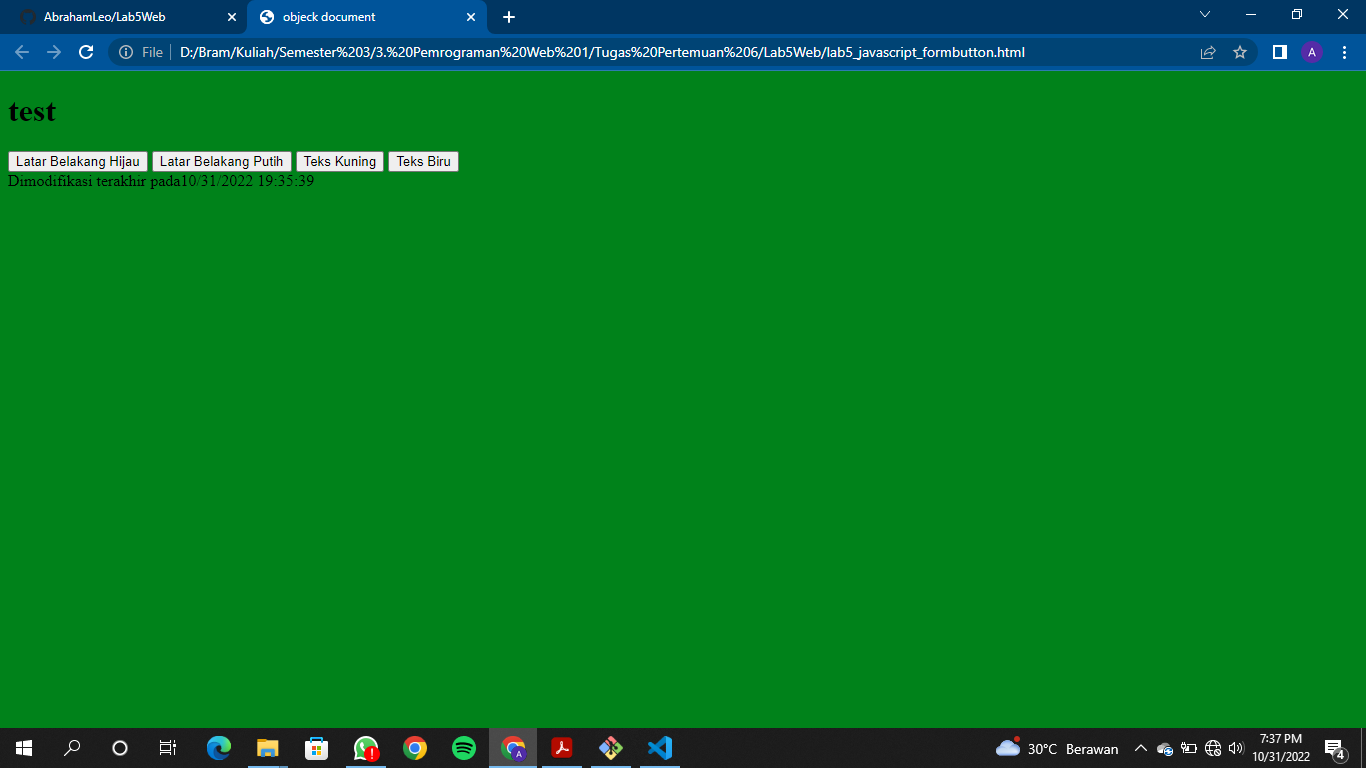 AbrahamLeo/Lab5Web
objeck document
File
D:/Bram/Kuliah/Semester%203/3.%20Pemrograman%20Web%201/Tugas%20Pertemuan%206/Lab5Web/lab5_javascript_formbutton.html
A
test
Latar Belakang Hijau Latar Belakang Putih Teks Kuning Teks Biru
Dimodifikasi terakhir pada10/31/2022 19:35:39
A
30°C Berawan
7:37 PM
10/31/2022
4